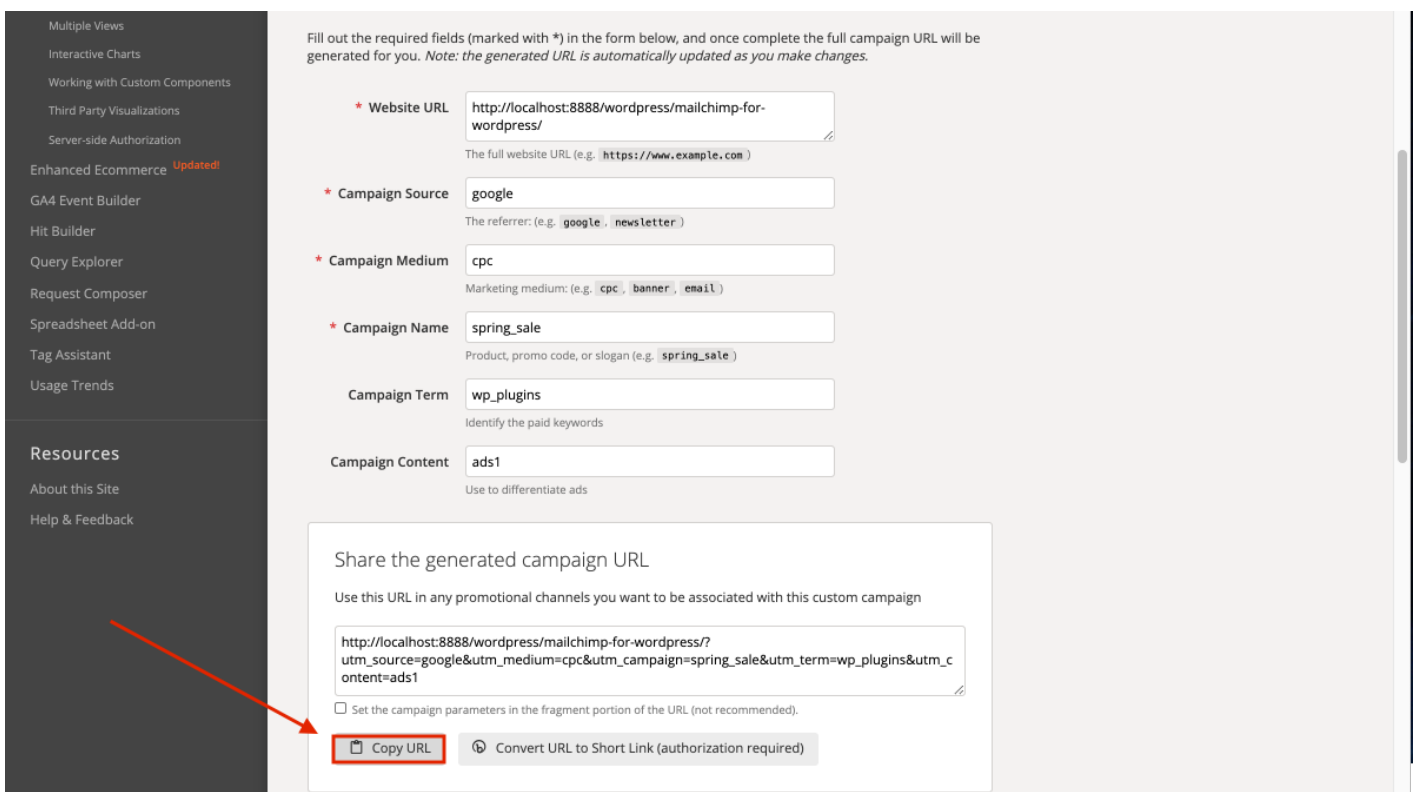 Multiple Views
Interactive Charts
Working with Custom Components
Third Party Visualizations
Server-side Authorization
Enhanced Ecommerce Updated!
GA4 Event Builder
Hit Builder
Query Explorer
Request Composer
Spreadsheet Add-on
Tag Assistant
Usage Trends
Resources
About this Site
Help & Feedback
Fill out the required fields (marked with *) in the form below, and once complete the full campaign URL will be
generated for you. Note: the generated URL is automatically updated as you make changes.
* Website URL
http://localhost:8888/wordpress/mailchimp-for-
wordpress/
The full website URL (e.g. https://www.example.com )
* Campaign Source
google
The referrer: (e.g. google , newsletter )
* Campaign Medium
cpc
Marketing medium: (e.g. cpc , banner , email )
* Campaign Name
spring_sale
Product, promo code, or slogan (e.g. spring_sale )
Campaign Term
wp_plugins
Identify the paid keywords
Campaign Content
ads1
Use to differentiate ads
Share the generated campaign URL
Use this URL in any promotional channels you want to be associated with this custom campaign
http://localhost:8888/wordpress/mailchimp-for-wordpress/?
utm_source=google&utm_medium=cpc&utm_campaign=spring_sale&utm_term=wp_plugins&utm_c
ontent=ads1
Set the campaign parameters in the fragment portion of the URL (not recommended).
Copy URL
Convert URL to Short Link (authorization required)